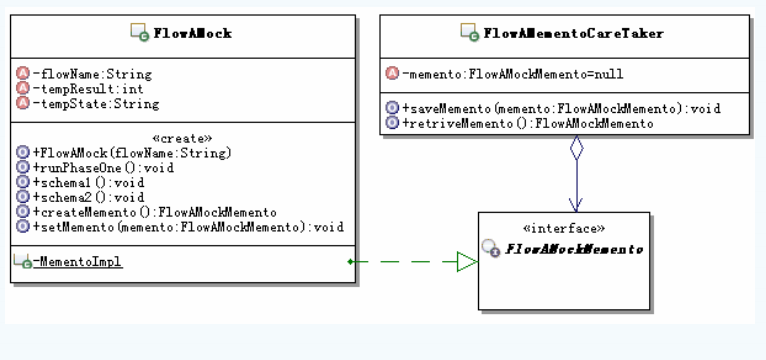 FlowAMock
-flowName:String
-tempResult:int
-tempState:String
«create»
+FlowAMock(flowName:String)
+runPhaseOne():void
+schema1():void
+schema2():void
+createMemento():FlowAMockMemento
+setMemento(memento:FlowAMockMemento):void
-MementoImpl
FlowAMementoCareTaker
-memento:FlowAMockMemento=null
+saveMemento(memento:FlowAMockMemento):void
+retriveMemento():FlowAMockMemento
«interface»
FlowAMockMemento